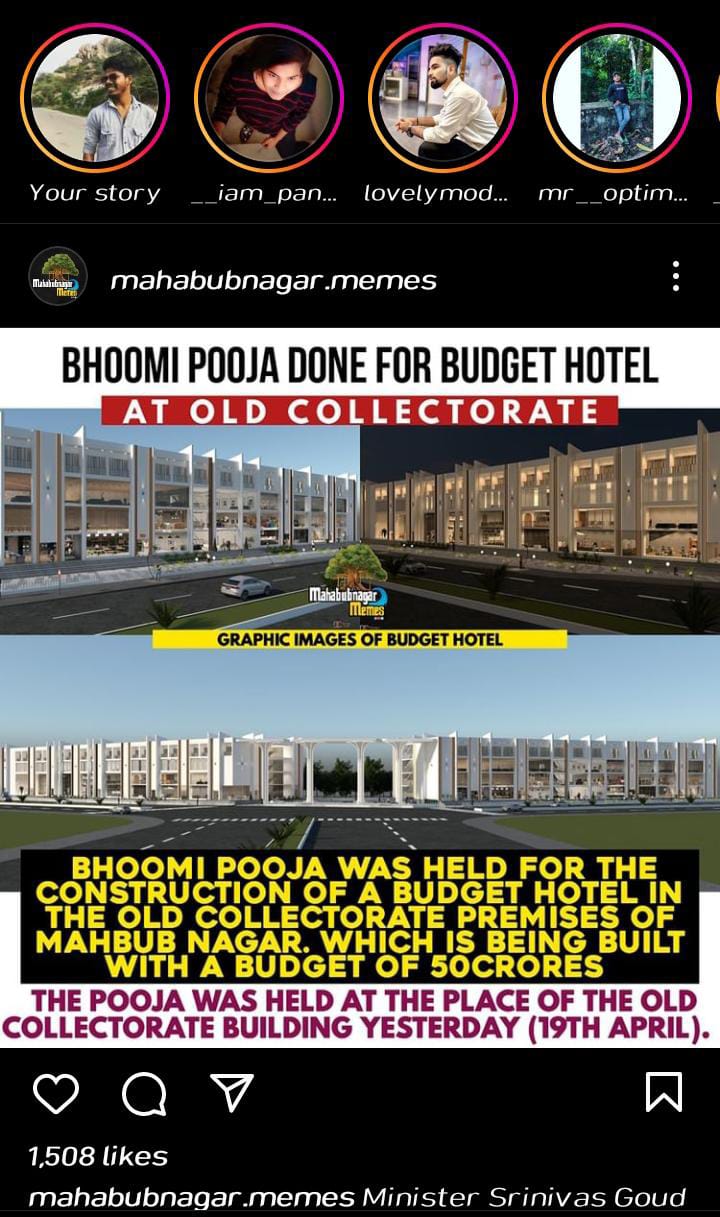 Your story
__iam_pan...
lovelymod...
mr__optim...
Mahabubnagar
Memes
mahabubnagar.memes
BHOOMI POOJA DONE FOR BUDGET HOTEL
AT OLD COLLECTORATE
Mahabubnagar
Memes
GRAPHIC IMAGES OF BUDGET HOTEL
BHOOMI POOJA WAS HELD FOR THE
CONSTRUCTION OF A BUDGET HOTEL IN
THE OLD COLLECTORATE PREMISES OF
MAHBUB NAGAR. WHICH IS BEING BUILT
WITH A BUDGET OF 50CRORES
THE POOJA WAS HELD AT THE PLACE OF THE OLD
COLLECTORATE BUILDING YESTERDAY (19TH APRIL).
1,508 likes
mahabubnagar.memes Minister Srinivas Goud